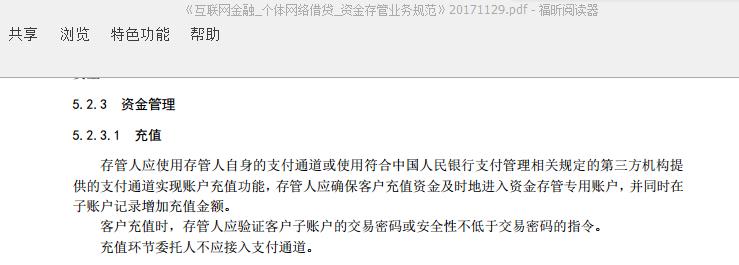 《互联网金融_个体网络借贷_资金存管业务规范》20171129.pdf - 福昕阅读器
共享 浏览 特色功能 帮助
5.2.3 资金管理
5.2.3.1 充值
存管人应使用存管人自身的支付通道或使用符合中国人民银行支付管理相关规定的第三方机构提
供的支付通道实现账户充值功能，存管人应确保客户充值资金及时地进入资金存管专用账户，并同时在
子账户记录增加充值金额。
客户充值时，存管人应验证客户子账户的交易密码或安全性不低于交易密码的指令。
充值环节委托人不应接入支付通道。